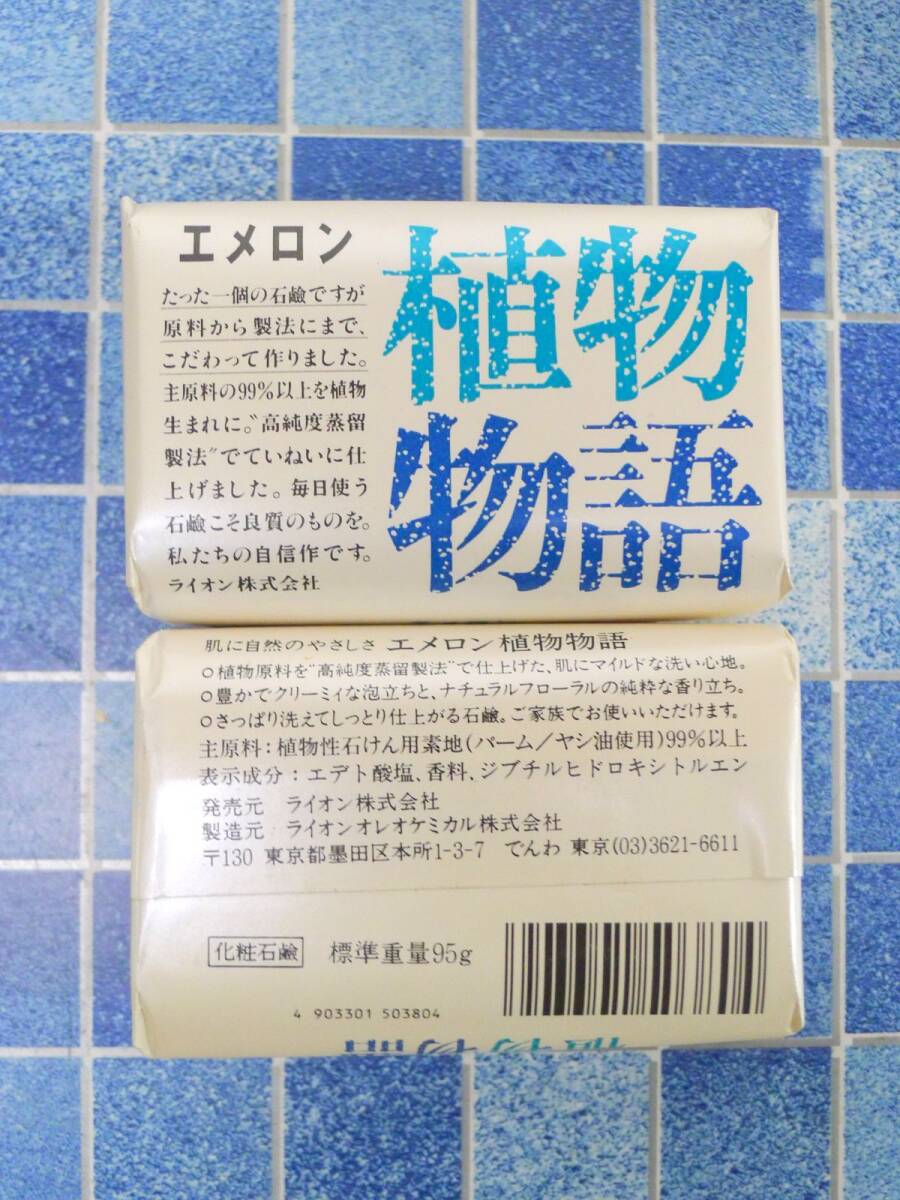 エメロン
たった一個の石鹸ですが
原料から製法にまで、
こだわって作りました。
主原料の99%以上を植物
生まれに。“高純度蒸留
製法”でていねいに仕
上げました。毎日使う
石鹸こそ良質のものを。
私たちの自信作です。
ライオン株式会社
植物
物語
肌に自然のやさしさ エメロン植物物語
○植物原料を“高純度蒸留製法”で仕上げた、肌にマイルドな洗い心地。
○豊かでクリーミィな泡立ちと、ナチュラルフローラルの純粋な香り立ち。
○さっぱり洗えてしっとり仕上がる石鹸。ご家族でお使いいただけます。
主原料：植物性石けん用素地(パーム／ヤシ油使用)99%以上
表示成分：エデト酸塩、香料、ジブチルヒドロキシトルエン
発売元 ライオン株式会社
製造元 ライオンオレオケミカル株式会社
〒130 東京都墨田区本所1-3-7 でんわ 東京(03)3621-6611
化粧石鹸 標準重量95g
4 903301 503804
植物物語